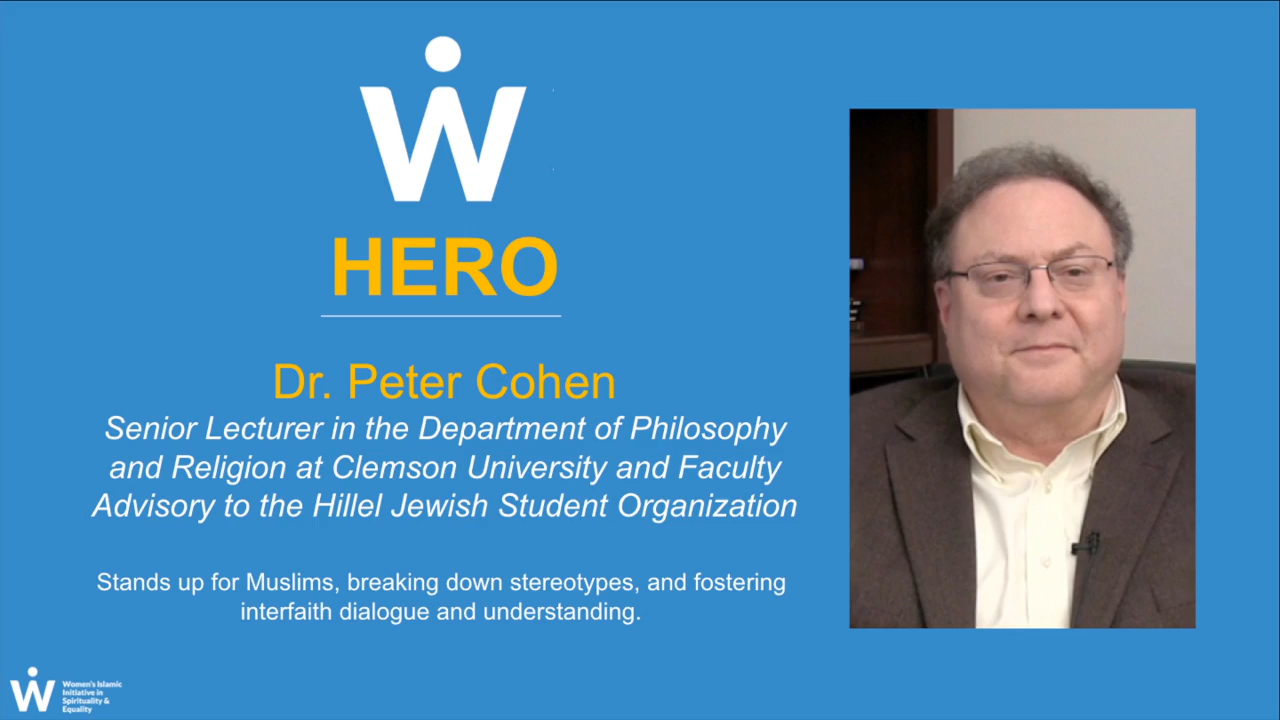 W
HERO
Dr. Peter Cohen
Senior Lecturer in the Department of Philosophy
and Religion at Clemson University and Faculty
Advisory to the Hillel Jewish Student Organization
Stands up for Muslims, breaking down stereotypes, and fostering
interfaith dialogue and understanding.
W
Women's Islamic
Initiative in
Spirituality &
Equality